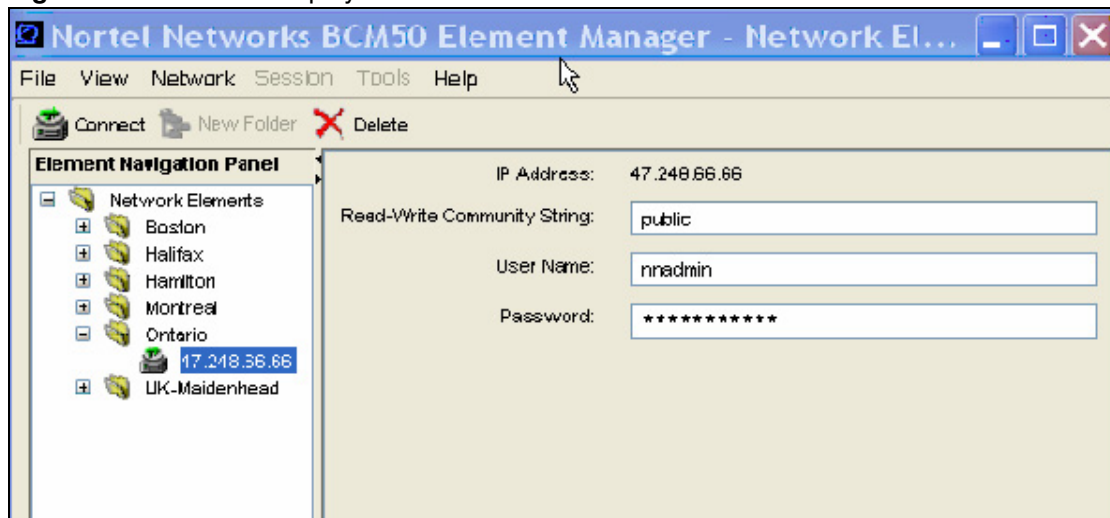 Nortel Networks BCM50 Element Manager - Network El...
File View Network Session Tools Help
Connect New Folder Delete
Element Navigation Panel
Network Elements
Boston
Halifax
Hamilton
Montreal
Ontario
47.248.66.66
UK-Maidenhead
IP Address: 47.248.66.66
Read-Write Community String: public
User Name: nnadmin
Password: ***********